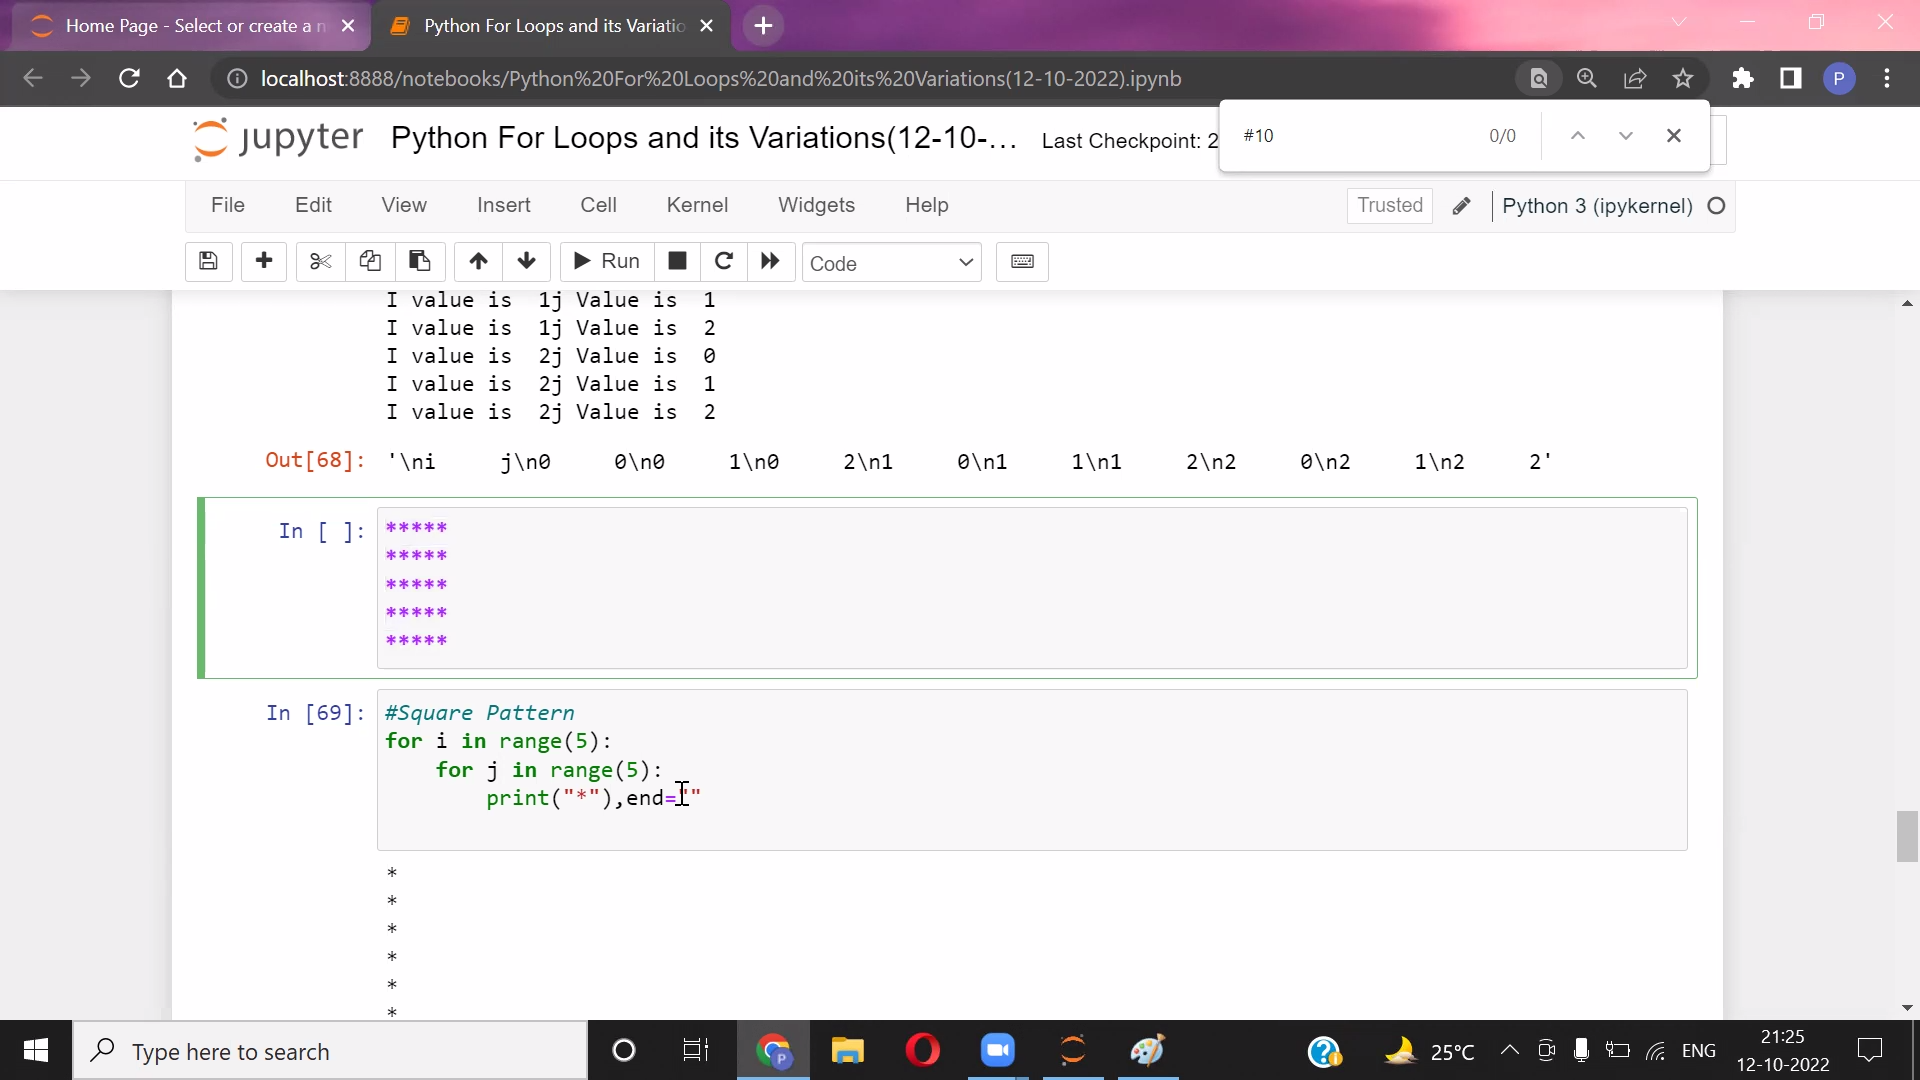 Home Page - Select or create a n
Python For Loops and its Variatio
localhost:8888/notebooks/Python%20For%20Loops%20and%20its%20Variations(12-10-2022).ipynb
P
#10 0/0
jupyter Python For Loops and its Variations(12-10-... Last Checkpoint: 2
File Edit View Insert Cell Kernel Widgets Help Trusted Python 3 (ipykernel)
Run Code
I value is  1j Value is  1
I value is  1j Value is  2
I value is  2j Value is  0
I value is  2j Value is  1
I value is  2j Value is  2
Out[68]: '\ni     j\n0     0\n0     1\n0     2\n1     0\n1     1\n1     2\n2     0\n2     1\n2     2'
In [ ]: *****
*****
*****
*****
*****
In [69]: #Square Pattern
for i in range(5):
    for j in range(5):
        print("*"),end=""
*
*
*
*
*
*
Type here to search
P
25°C ENG 21:25
12-10-2022